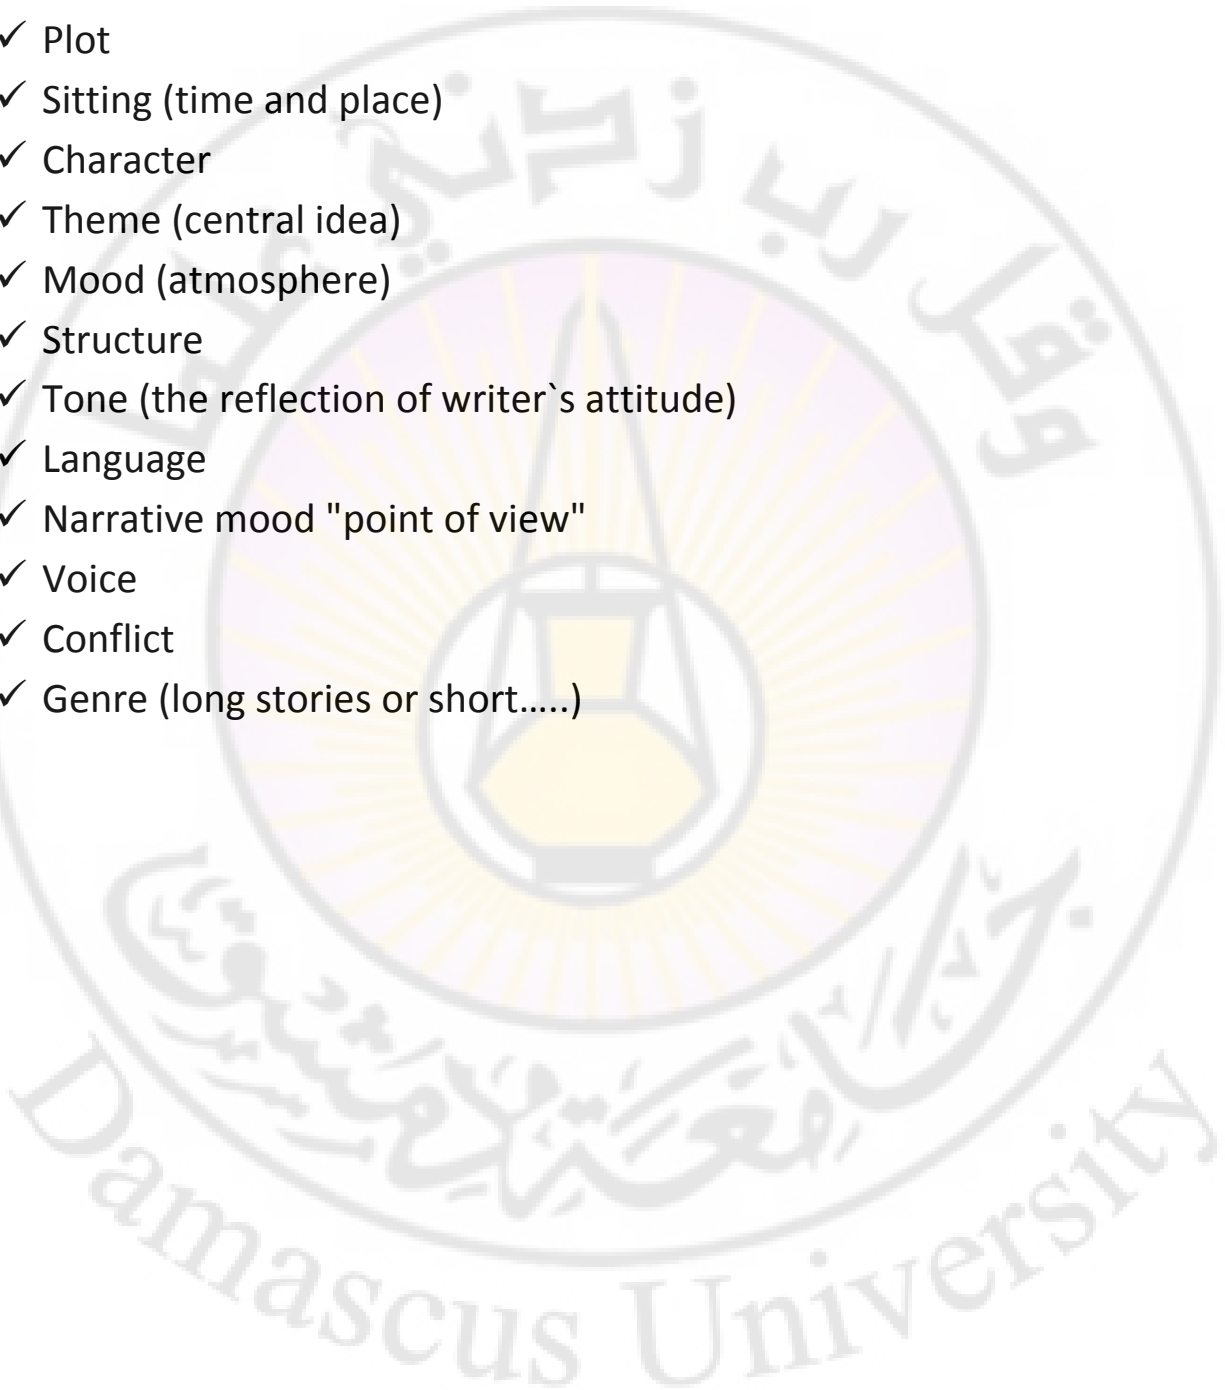 ✓ Plot
✓ Sitting (time and place)
✓ Character
✓ Theme (central idea)
✓ Mood (atmosphere)
✓ Structure
✓ Tone (the reflection of writer`s attitude)
✓ Language
✓ Narrative mood "point of view"
✓ Voice
✓ Conflict
✓ Genre (long stories or short.....)
وقل رب زدني علما
جامعة دمشق
Damascus University